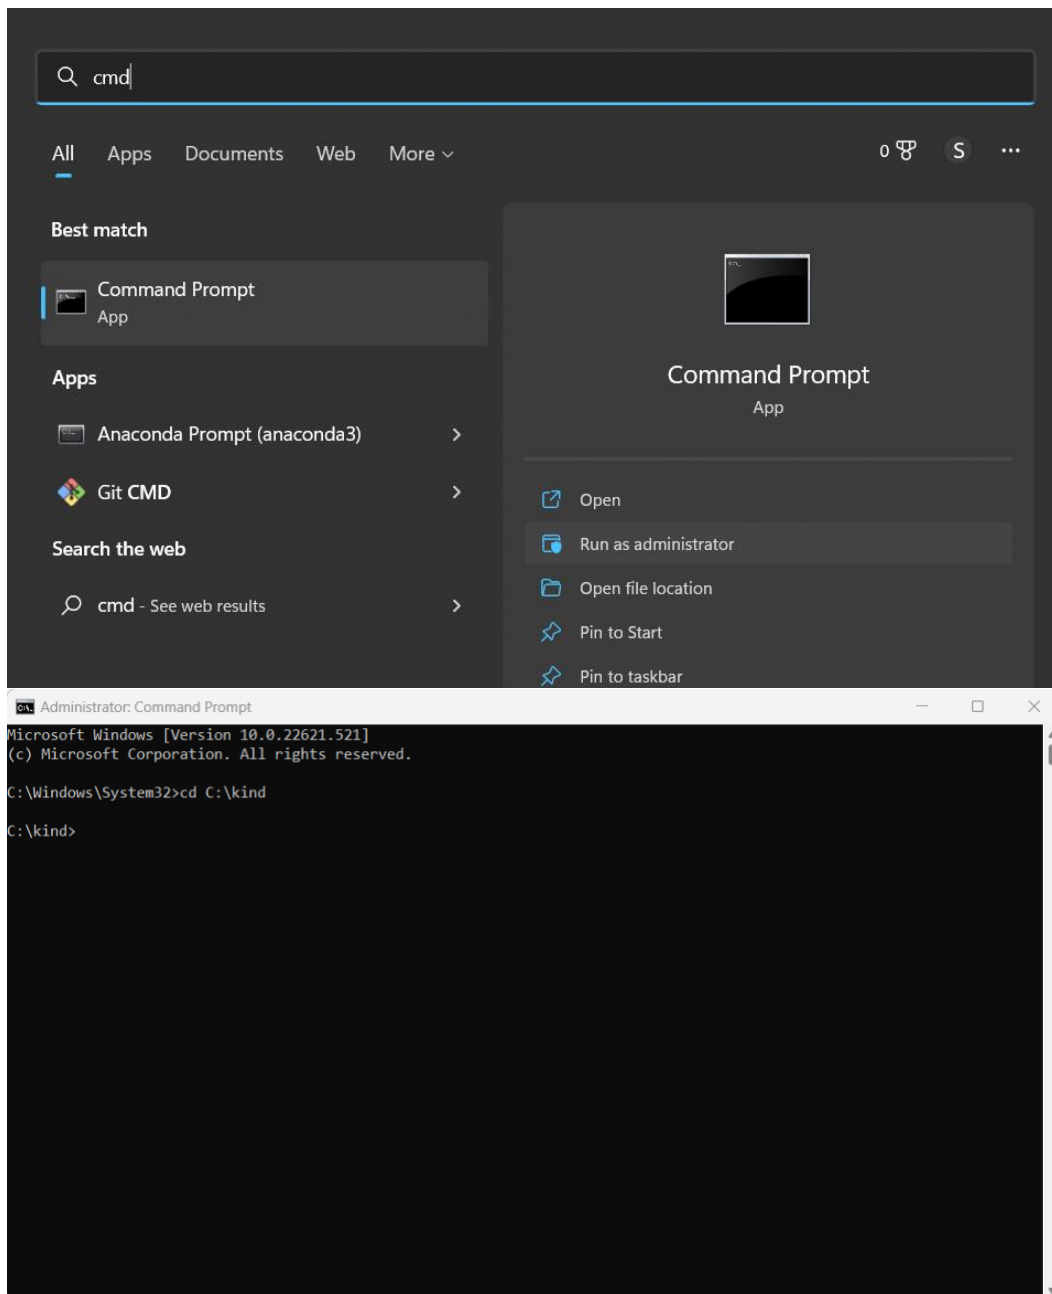 cmd
All Apps Documents Web More
0 S ...
Best match
Command Prompt
App
Apps
Anaconda Prompt (anaconda3)
Git CMD
Search the web
cmd - See web results
Command Prompt
App
Open
Run as administrator
Open file location
Pin to Start
Pin to taskbar
Administrator: Command Prompt
Microsoft Windows [Version 10.0.22621.521]
(c) Microsoft Corporation. All rights reserved.
C:\Windows\System32>cd C:\kind
C:\kind>